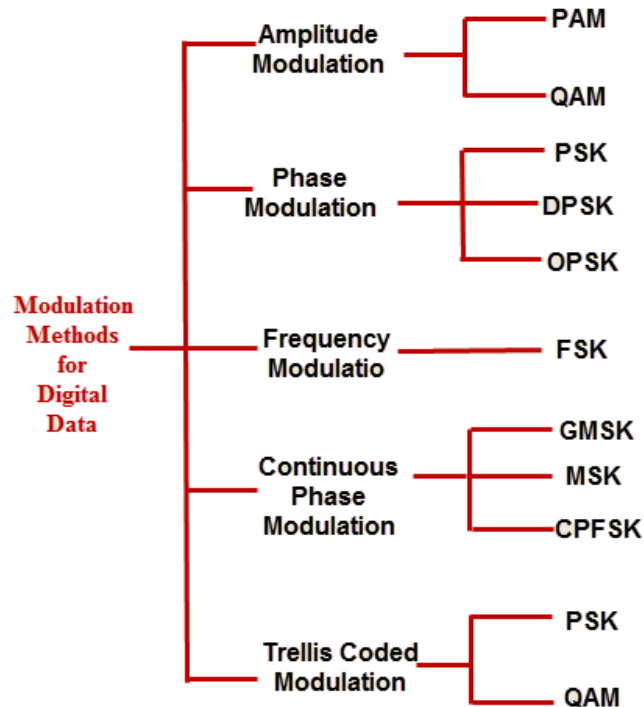 Modulation
Methods
for
Digital
Data
Amplitude
Modulation
PAM
QAM
Phase
Modulation
PSK
DPSK
OPSK
Frequency
Modulatio
FSK
Continuous
Phase
Modulation
GMSK
MSK
CPFSK
Trellis Coded
Modulation
PSK
QAM